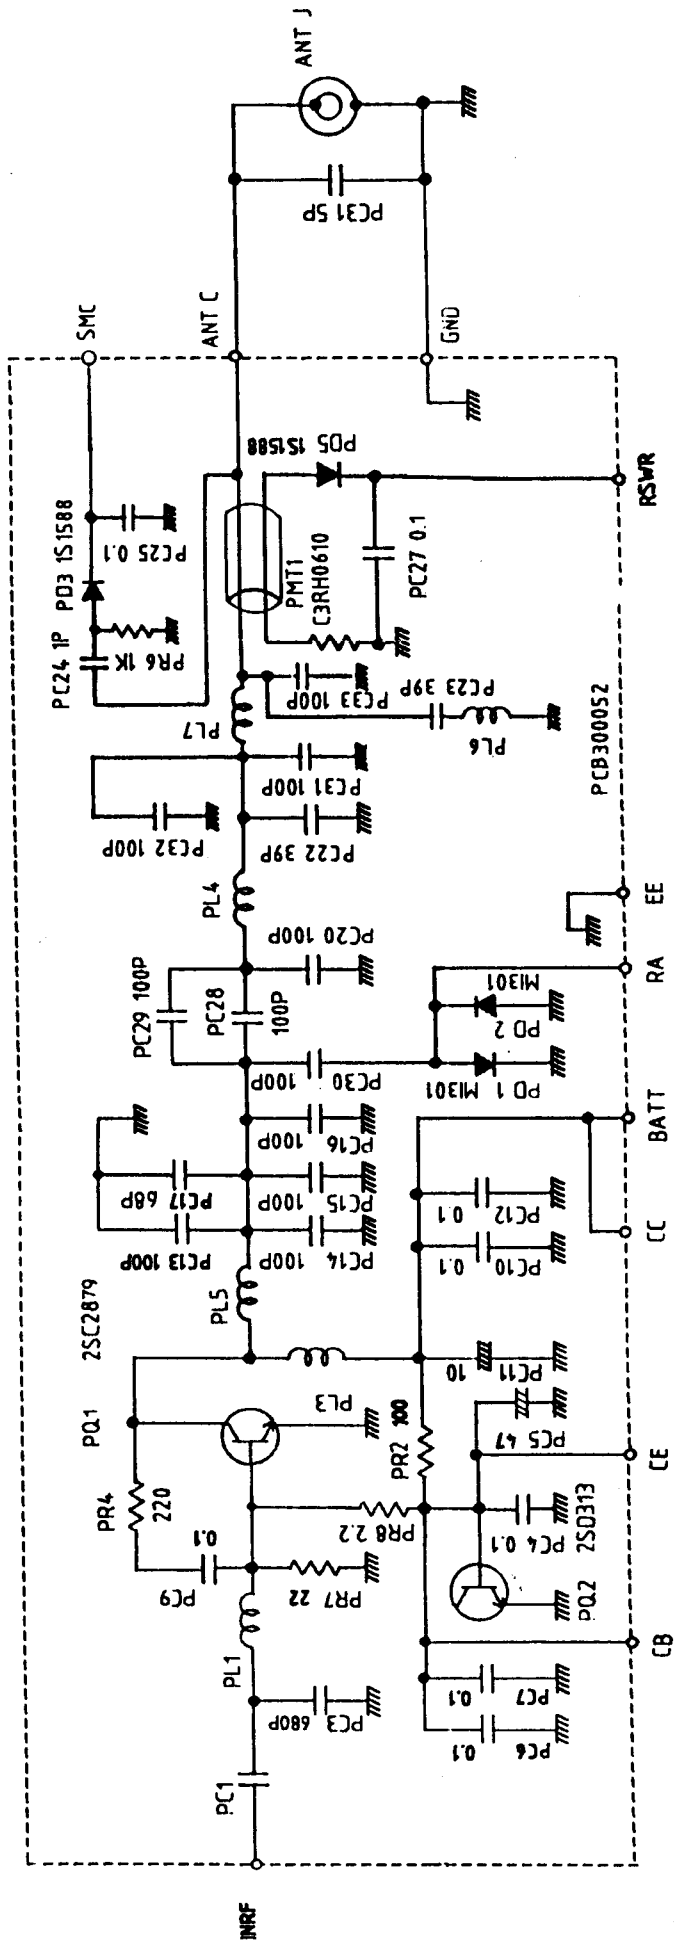 ANT J
PC31 5P
SMC
ANT C
GND
PD5
1S1588
RSWR
PC25 0.1
PD3 1S1588
PMT1
C3RH0610
PC27 0.1
PC24 1P
PR6 1K
PC33 100P
PC23 39P
PL7
PL6
PC31 100P
PC32 100P
PC22 39P
PCB300052
PL4
PC20 100P
EE
PC29 100P
PC28
100P
RA
100P
PC30
MI301
PD 2
MI301
PD 1
100P
PC16
BATT
68P
PC17
100P
PC15
0.1
PC12
PC13 100P
100P
PC14
0.1
PC10
CC
2SC2879
PL5
10
PC11
PL3
PQ1
PR2 100
PC5 47
CE
PR4
220
PR8 2.2
PC4 0.1
2SD313
0.1
PC9
PR7 22
PQ2
PL1
CB
680P
PC3
0.1
PC7
0.1
PC6
PC1
INRF